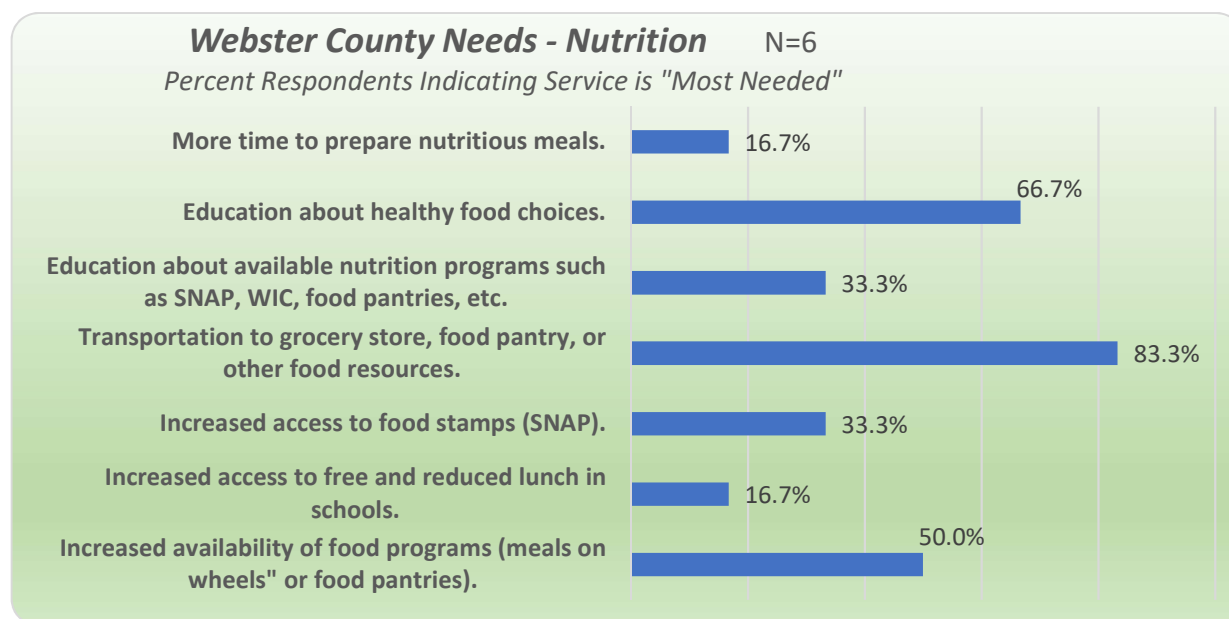 Webster County Needs - Nutrition N=6
Percent Respondents Indicating Service is "Most Needed"
More time to prepare nutritious meals.
16.7%
Education about healthy food choices.
66.7%
Education about available nutrition programs such
as SNAP, WIC, food pantries, etc.
33.3%
Transportation to grocery store, food pantry, or
other food resources.
83.3%
Increased access to food stamps (SNAP).
33.3%
Increased access to free and reduced lunch in
schools.
16.7%
Increased availability of food programs (meals on
wheels" or food pantries).
50.0%